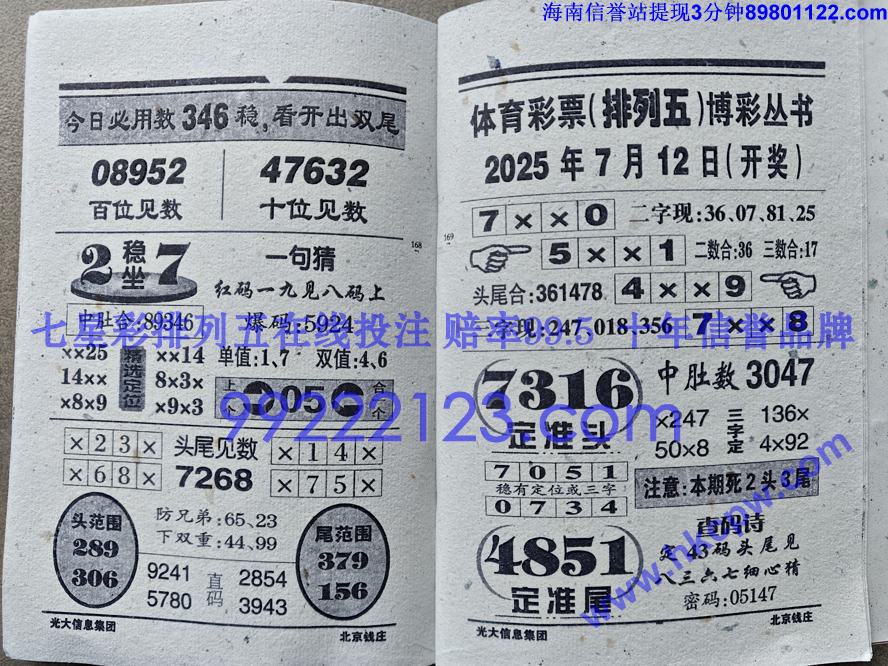 海南信誉站提现3分钟89801122.com
今日必用数346稳,看开出双尾
08952 47632
百位见数 十位见数
2稳坐7 一句猜
红码一九见八码上
中肚合:89346 爆码:5924
××25 精选定位 ××14 单值:1、7 双值:4、6
14×× 8×3× 上 05 合
×8×9 ×9×3 个 个
×23× 头尾见数 ×14×
×68× 7268 ×75×
头范围 防兄弟:65、23 尾范围
289 下双重:44、99 379
306 9241 直码 2854 156
5780 3943
光大信息集团 北京钱庄
168
169
体育彩票(排列五)博彩丛书
2025年7月12日(开奖)
7××0 二字现:36、07、81、25
5××1 二数合:36 三数合:17
头尾合:361478 4××9
三字现:247、018、356 7××8
7316 中肚数3047
定准头 ×247 三字定 136×
50×8 4×92
7051
稳有定位或三字 注意:本期死2头3尾
0734
4851 直码诗
定准尾 定43码头尾见
八三六七细心精
密码:05147
光大信息集团 北京钱庄
七星彩排列五在线投注 赔率99.5 十年信誉品牌
99222123.com
www.hkcpw.com